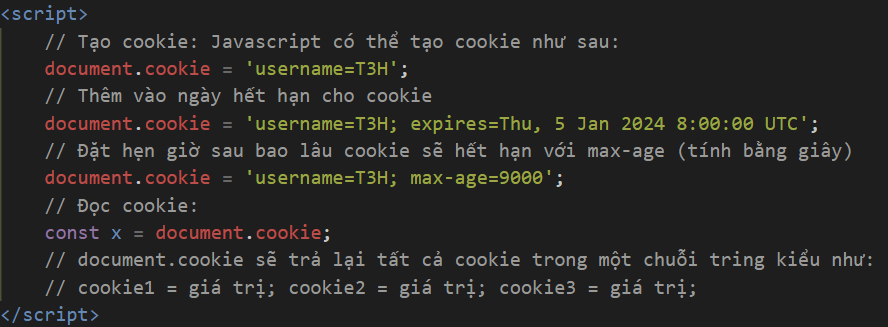 <script>
// Tạo cookie: Javascript có thể tạo cookie như sau:
document.cookie = 'username=T3H';
// Thêm vào ngày hết hạn cho cookie
document.cookie = 'username=T3H; expires=Thu, 5 Jan 2024 8:00:00 UTC';
// Đặt hẹn giờ sau bao lâu cookie sẽ hết hạn với max-age (tính bằng giây)
document.cookie = 'username=T3H; max-age=9000';
// Đọc cookie:
const x = document.cookie;
// document.cookie sẽ trả lại tất cả cookie trong một chuỗi tring kiểu như:
// cookie1 = giá trị; cookie2 = giá trị; cookie3 = giá trị;
</script>